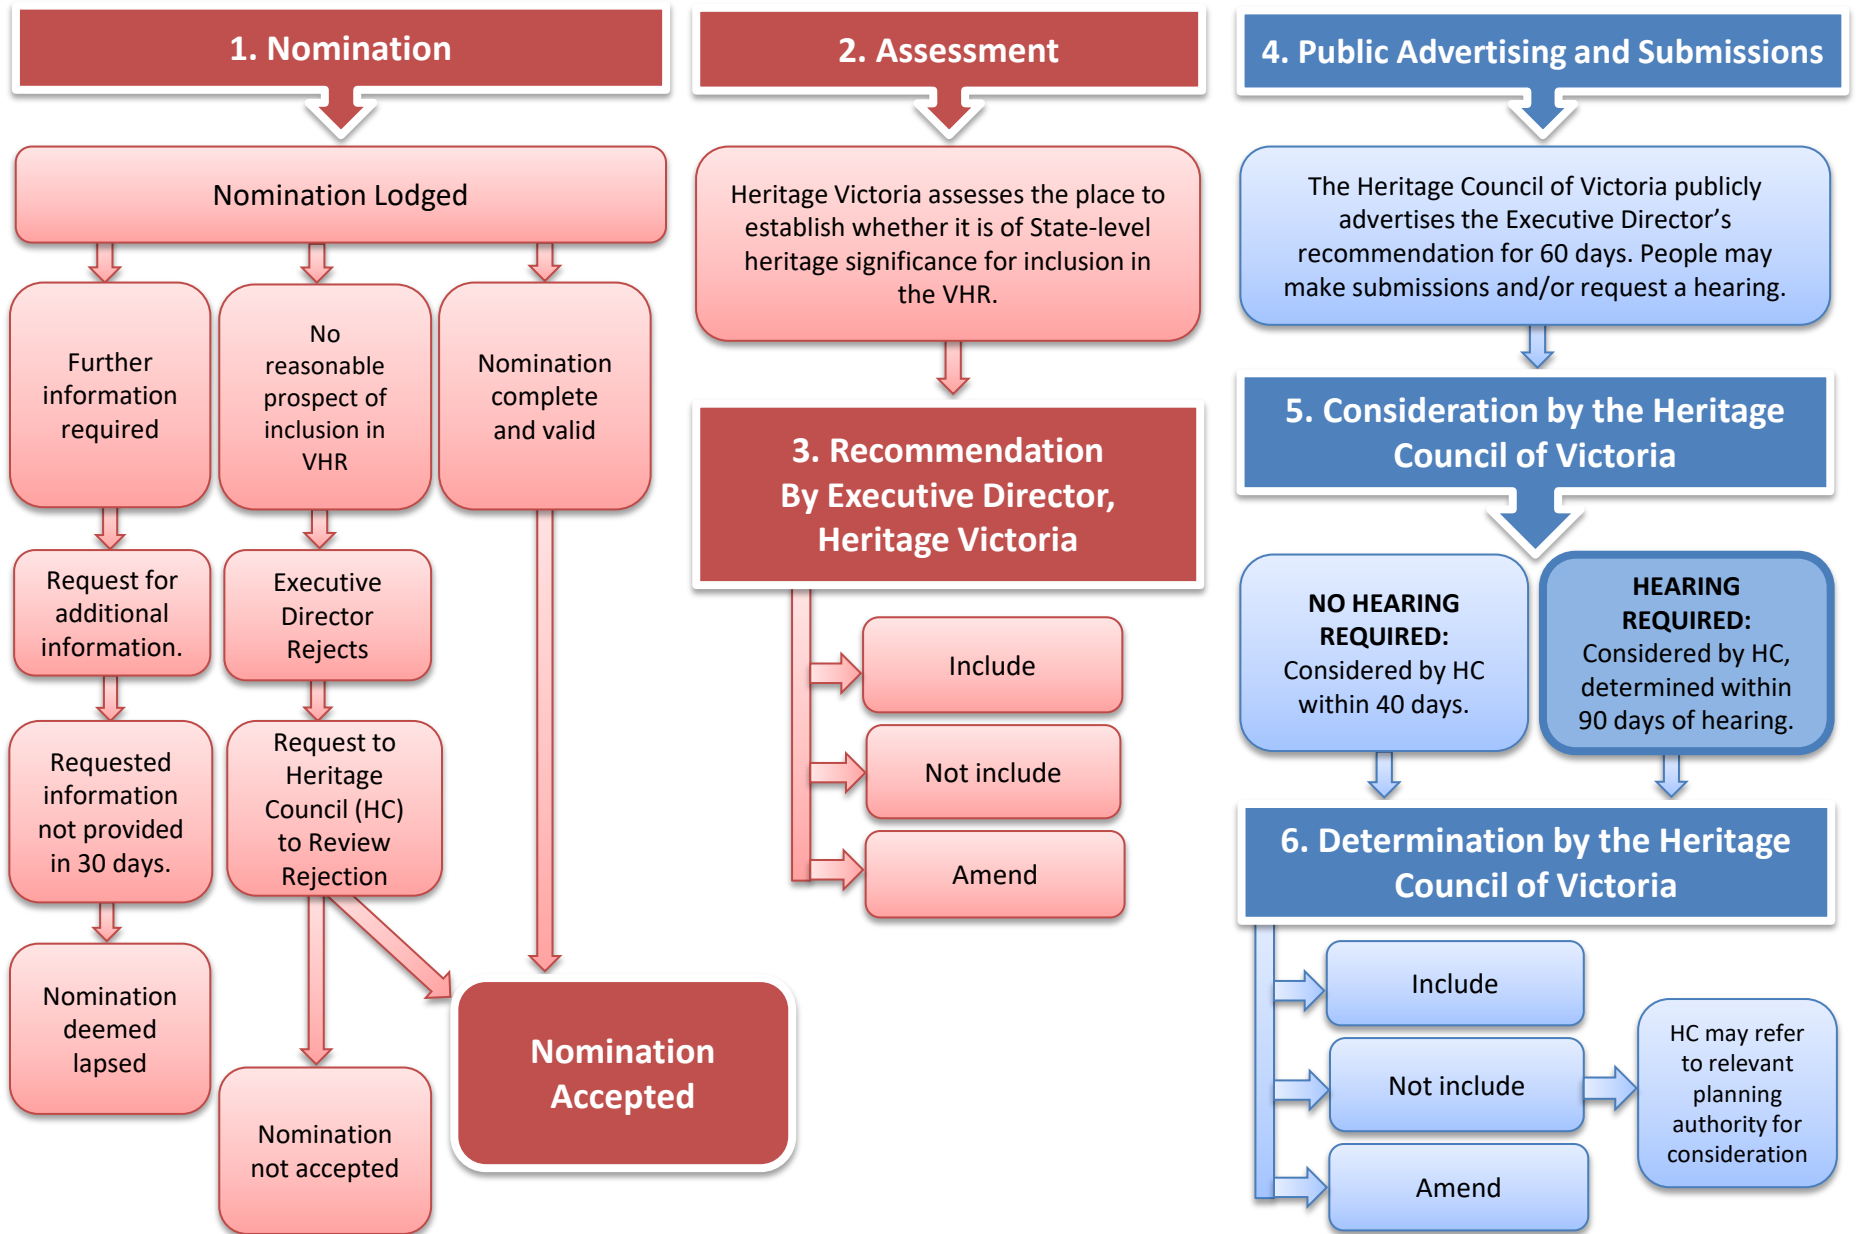 1. Nomination
Nomination Lodged
Further
information
required
Request for
additional
information.
Requested
information
not provided
in 30 days.
Nomination
deemed
lapsed
No
reasonable
prospect of
inclusion in
VHR
Executive
Director
Rejects
Request to
Heritage
Council (HC)
to Review
Rejection
Nomination
not accepted
Nomination
complete
and valid
Nomination
Accepted
2. Assessment
Heritage Victoria assesses the place to
establish whether it is of State-level
heritage significance for inclusion in
the VHR.
3. Recommendation
By Executive Director,
Heritage Victoria
Include
Not include
Amend
4. Public Advertising and Submissions
The Heritage Council of Victoria publicly
advertises the Executive Director’s
recommendation for 60 days. People may
make submissions and/or request a hearing.
5. Consideration by the Heritage
Council of Victoria
NO HEARING
REQUIRED:
Considered by HC
within 40 days.
HEARING
REQUIRED:
Considered by HC,
determined within
90 days of hearing.
6. Determination by the Heritage
Council of Victoria
Include
Not include
HC may refer
to relevant
planning
authority for
consideration
Amend